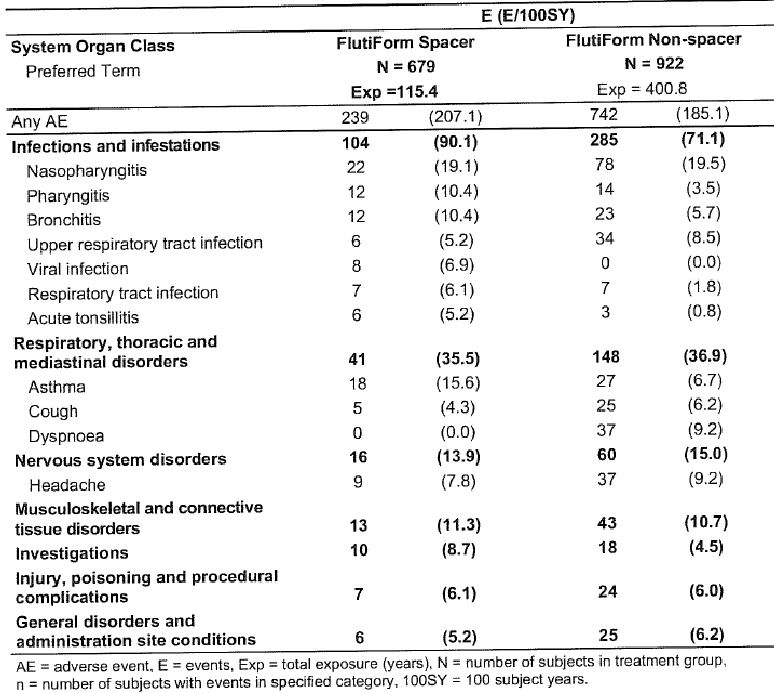 E (E/100SY)
System Organ Class FlutiForm Spacer FlutiForm Non-spacer
Preferred Term N = 679 N = 922
Exp =115.4 Exp = 400.8
Any AE 239 (207.1) 742 (185.1)
Infections and infestations 104 (90.1) 285 (71.1)
Nasopharyngitis 22 (19.1) 78 (19.5)
Pharyngitis 12 (10.4) 14 (3.5)
Bronchitis 12 (10.4) 23 (5.7)
Upper respiratory tract infection 6 (5.2) 34 (8.5)
Viral infection 8 (6.9) 0 (0.0)
Respiratory tract infection 7 (6.1) 7 (1.8)
Acute tonsillitis 6 (5.2) 3 (0.8)
Respiratory, thoracic and
mediastinal disorders 41 (35.5) 148 (36.9)
Asthma 18 (15.6) 27 (6.7)
Cough 5 (4.3) 25 (6.2)
Dyspnoea 0 (0.0) 37 (9.2)
Nervous system disorders 16 (13.9) 60 (15.0)
Headache 9 (7.8) 37 (9.2)
Musculoskeletal and connective
tissue disorders 13 (11.3) 43 (10.7)
Investigations 10 (8.7) 18 (4.5)
Injury, poisoning and procedural
complications 7 (6.1) 24 (6.0)
General disorders and
administration site conditions 6 (5.2) 25 (6.2)
AE = adverse event, E = events, Exp = total exposure (years), N = number of subjects in treatment group,
n = number of subjects with events in specified category, 100SY = 100 subject years.